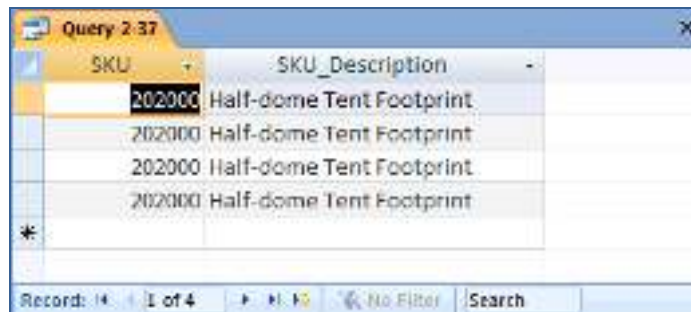 Query 2-37
SKU SKU_Description
202000 Half-dome Tent Footprint
202000 Half-dome Tent Footprint
202000 Half-dome Tent Footprint
202000 Half-dome Tent Footprint
Record: 1 of 4 No Filter Search